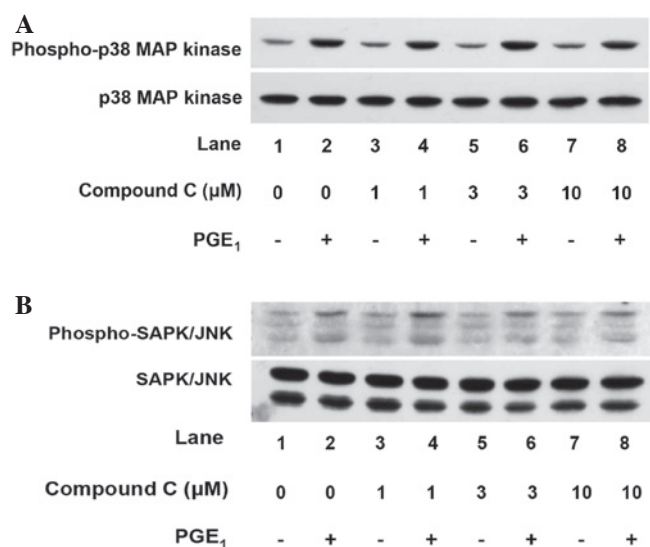 A
Phospho-p38 MAP kinase
p38 MAP kinase
Lane 1 2 3 4 5 6 7 8
Compound C (µM) 0 0 1 1 3 3 10 10
PGE₁ - + - + - + - +
B
Phospho-SAPK/JNK
SAPK/JNK
Lane 1 2 3 4 5 6 7 8
Compound C (µM) 0 0 1 1 3 3 10 10
PGE₁ - + - + - + - +